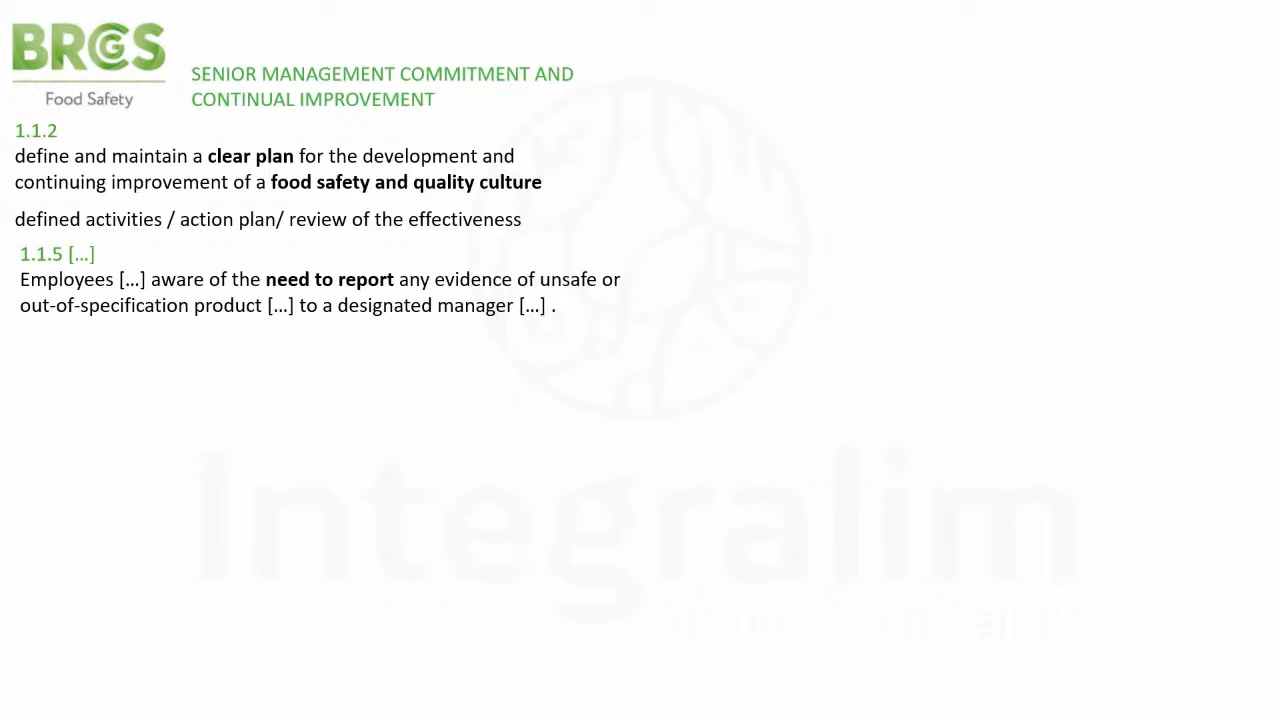 BRCGS
Food Safety
SENIOR MANAGEMENT COMMITMENT AND
CONTINUAL IMPROVEMENT
1.1.2
define and maintain a clear plan for the development and
continuing improvement of a food safety and quality culture
defined activities / action plan/ review of the effectiveness
1.1.5 […]
Employees […] aware of the need to report any evidence of unsafe or
out-of-specification product […] to a designated manager […] .
Integralim